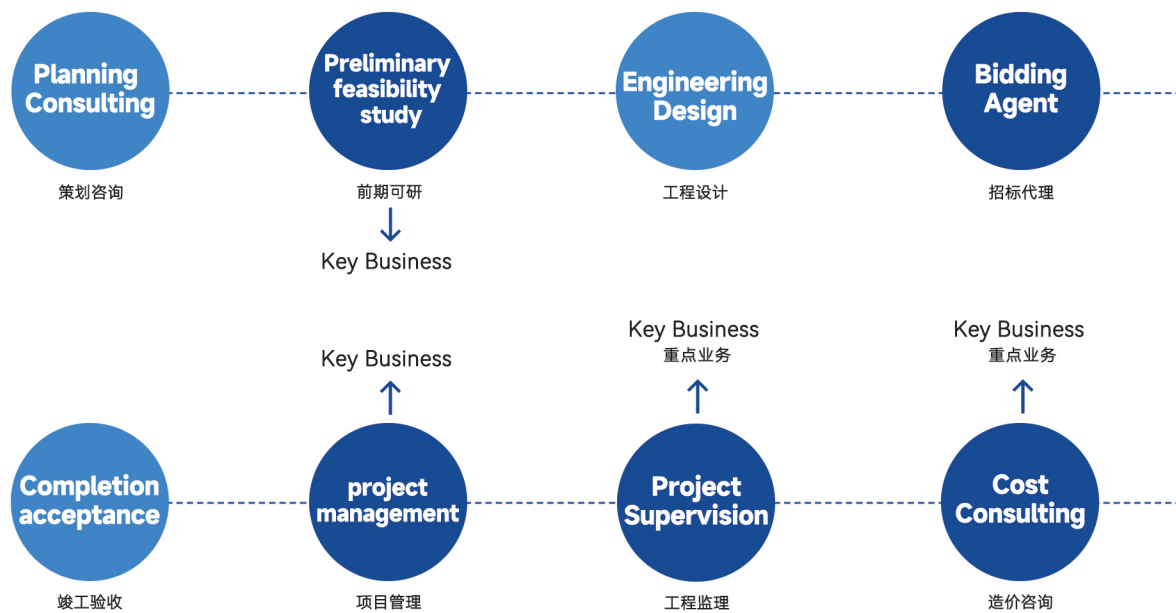 Planning
Consulting
策划咨询
Preliminary
feasibility
study
前期可研
Key Business
Engineering
Design
工程设计
Bidding
Agent
招标代理
Completion
acceptance
竣工验收
Key Business
project
management
项目管理
Key Business
重点业务
Project
Supervision
工程监理
Key Business
重点业务
Cost
Consulting
造价咨询